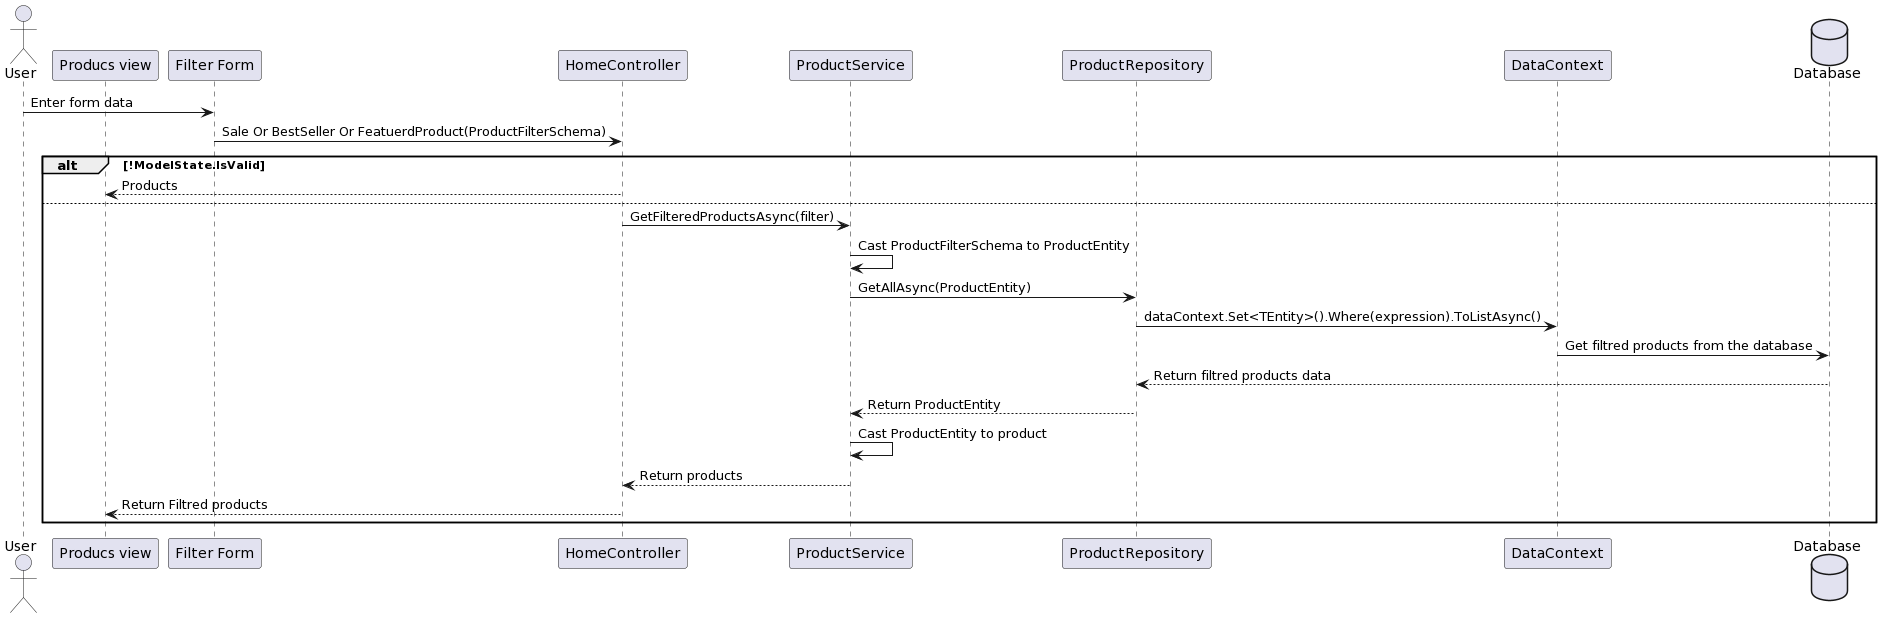 User
Producs view
Filter Form
HomeController
ProductService
ProductRepository
DataContext
Database
Enter form data
Sale Or BestSeller Or FeatuerdProduct(ProductFilterSchema)
alt [!ModelState.IsValid]
Products
GetFilteredProductsAsync(filter)
Cast ProductFilterSchema to ProductEntity
GetAllAsync(ProductEntity)
dataContext.Set<TEntity>().Where(expression).ToListAsync()
Get filtred products from the database
Return filtred products data
Return ProductEntity
Cast ProductEntity to product
Return products
Return Filtred products
User
Producs view
Filter Form
HomeController
ProductService
ProductRepository
DataContext
Database